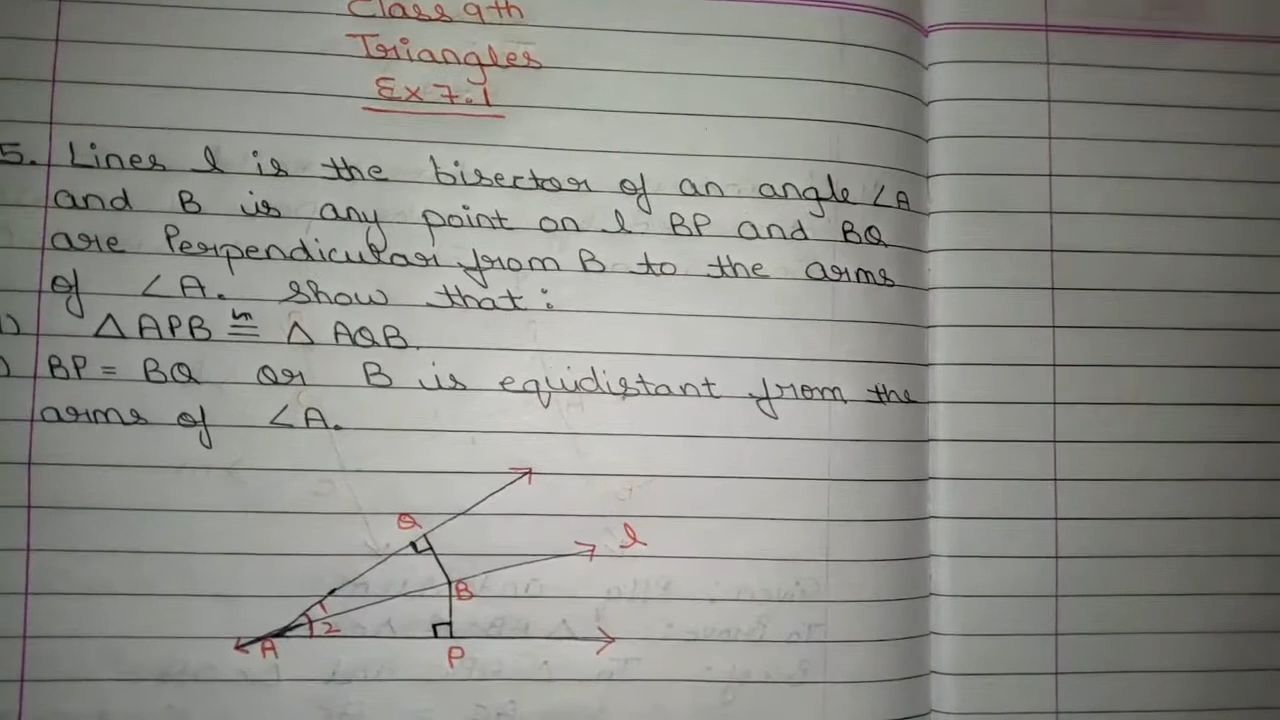 Class 9th
Triangles
Ex 7.1
5. Lines l is the bisector of an angle ∠A
and B is any point on l BP and BQ
are Perpendicular from B to the arms
of ∠A. show that:
△APB ≅ △AQB.
BP = BQ or B is equidistant from the
arms of ∠A.
Q
l
1
B
2
A
P